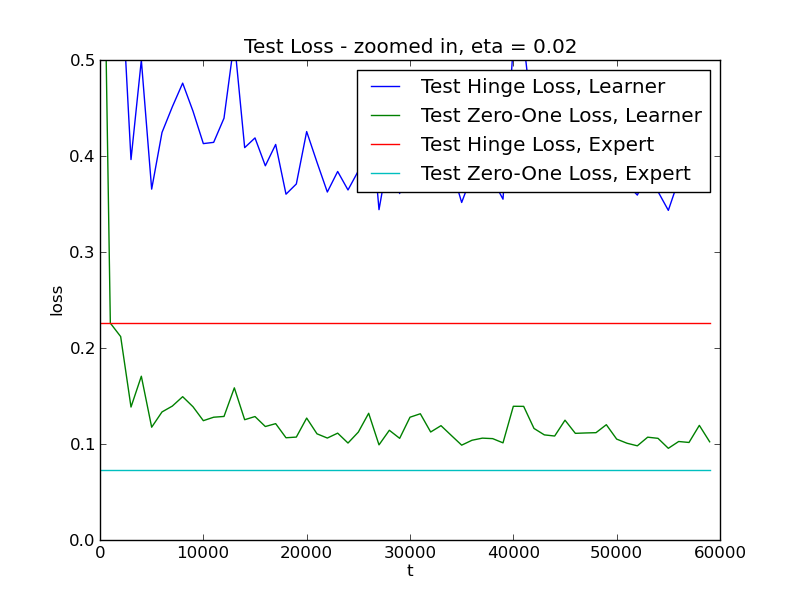 Test Loss - zoomed in, eta = 0.02
Test Hinge Loss, Learner
Test Zero-One Loss, Learner
Test Hinge Loss, Expert
Test Zero-One Loss, Expert
0.5
0.4
0.3
0.2
0.1
0.0
loss
0 10000 20000 30000 40000 50000 60000
t